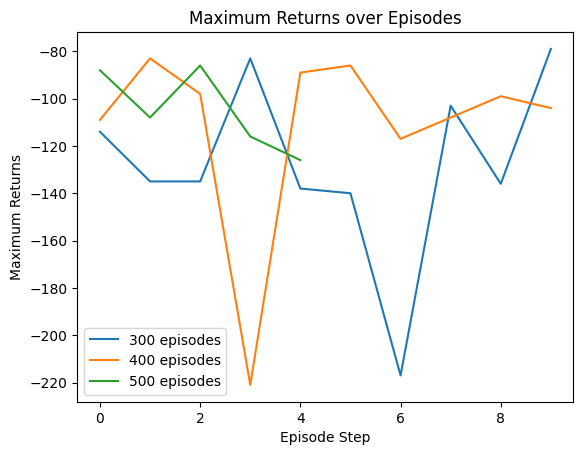 Maximum Returns over Episodes
Maximum Returns
−80
−100
−120
−140
−160
−180
−200
−220
300 episodes
400 episodes
500 episodes
0 2 4 6 8
Episode Step